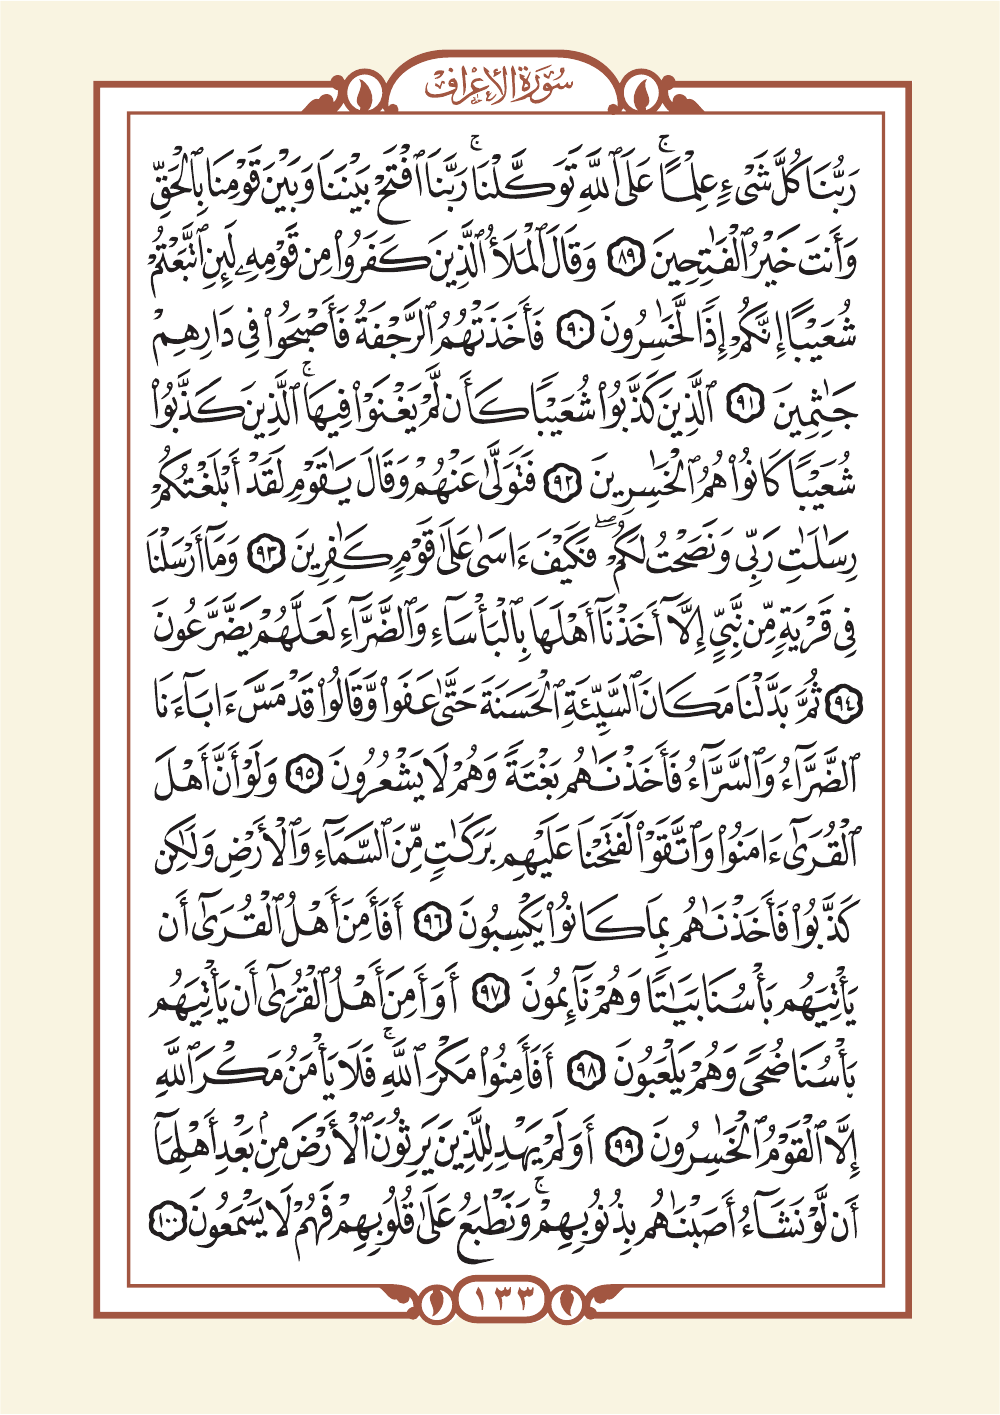 سُورَةُ الأَعْرَافِ
رَبُّنَا كُلَّ شَىْءٍ عِلْمًا ۚ عَلَى ٱللَّهِ تَوَكَّلْنَا ۚ رَبَّنَا ٱفْتَحْ بَيْنَنَا وَبَيْنَ قَوْمِنَا بِٱلْحَقِّ
وَأَنتَ خَيْرُ ٱلْفَٰتِحِينَ ٨٩ وَقَالَ ٱلْمَلَأُ ٱلَّذِينَ كَفَرُوا۟ مِن قَوْمِهِۦ لَئِنِ ٱتَّبَعْتُمْ
شُعَيْبًا إِنَّكُمْ إِذًا لَّخَٰسِرُونَ ٩٠ فَأَخَذَتْهُمُ ٱلرَّجْفَةُ فَأَصْبَحُوا۟ فِى دَارِهِمْ
جَٰثِمِينَ ٩١ ٱلَّذِينَ كَذَّبُوا۟ شُعَيْبًا كَأَن لَّمْ يَغْنَوْا۟ فِيهَا ۚ ٱلَّذِينَ كَذَّبُوا۟
شُعَيْبًا كَانُوا۟ هُمُ ٱلْخَٰسِرِينَ ٩٢ فَتَوَلَّىٰ عَنْهُمْ وَقَالَ يَٰقَوْمِ لَقَدْ أَبْلَغْتُكُمْ
رِسَٰلَٰتِ رَبِّى وَنَصَحْتُ لَكُمْ ۖ فَكَيْفَ ءَاسَىٰ عَلَىٰ قَوْمٍ كَٰفِرِينَ ٩٣ وَمَآ أَرْسَلْنَا
فِى قَرْيَةٍ مِّن نَّبِىٍّ إِلَّآ أَخَذْنَآ أَهْلَهَا بِٱلْبَأْسَآءِ وَٱلضَّرَّآءِ لَعَلَّهُمْ يَضَّرَّعُونَ
٩٤ ثُمَّ بَدَّلْنَا مَكَانَ ٱلسَّيِّئَةِ ٱلْحَسَنَةَ حَتَّىٰ عَفَوا۟ وَّقَالُوا۟ قَدْ مَسَّ ءَابَآءَنَا
ٱلضَّرَّآءُ وَٱلسَّرَّآءُ فَأَخَذْنَٰهُم بَغْتَةً وَهُمْ لَا يَشْعُرُونَ ٩٥ وَلَوْ أَنَّ أَهْلَ
ٱلْقُرَىٰٓ ءَامَنُوا۟ وَٱتَّقَوْا۟ لَفَتَحْنَا عَلَيْهِم بَرَكَٰتٍ مِّنَ ٱلسَّمَآءِ وَٱلْأَرْضِ وَلَٰكِن
كَذَّبُوا۟ فَأَخَذْنَٰهُم بِمَا كَانُوا۟ يَكْسِبُونَ ٩٦ أَفَأَمِنَ أَهْلُ ٱلْقُرَىٰٓ أَن
يَأْتِيَهُم بَأْسُنَا بَيَٰتًا وَهُمْ نَآئِمُونَ ٩٧ أَوَأَمِنَ أَهْلُ ٱلْقُرَىٰٓ أَن يَأْتِيَهُم
بَأْسُنَا ضُحًى وَهُمْ يَلْعَبُونَ ٩٨ أَفَأَمِنُوا۟ مَكْرَ ٱللَّهِ ۚ فَلَا يَأْمَنُ مَكْرَ ٱللَّهِ
إِلَّا ٱلْقَوْمُ ٱلْخَٰسِرُونَ ٩٩ أَوَلَمْ يَهْدِ لِلَّذِينَ يَرِثُونَ ٱلْأَرْضَ مِنۢ بَعْدِ أَهْلِهَآ
أَن لَّوْ نَشَآءُ أَصَبْنَٰهُم بِذُنُوبِهِمْ ۚ وَنَطْبَعُ عَلَىٰ قُلُوبِهِمْ فَهُمْ لَا يَسْمَعُونَ ١٠٠
١٣٣